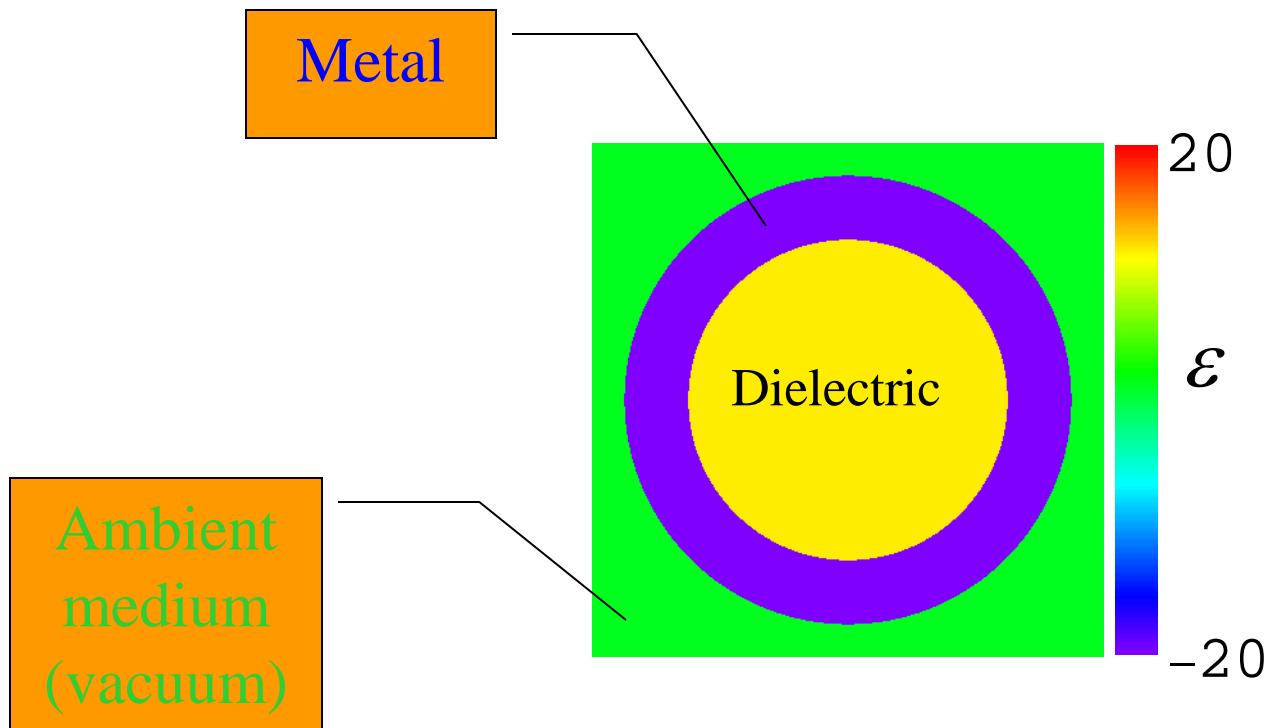 Metal
20
ε
Dielectric
Ambient
medium
(vacuum)
–20